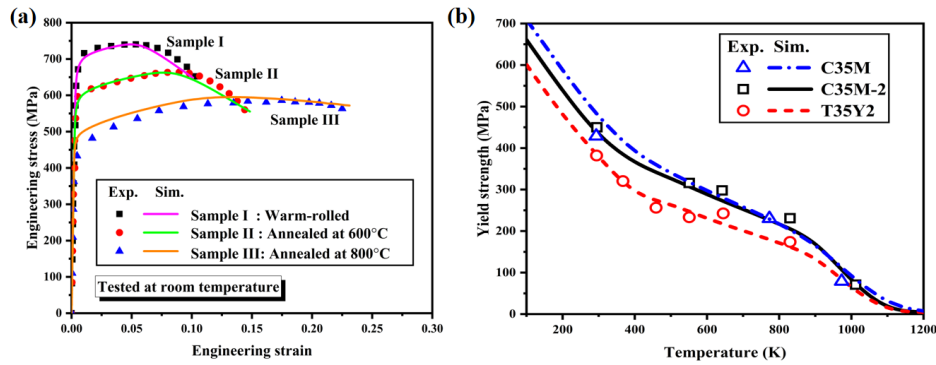 (a)
Engineering stress (MPa)
800
700
600
500
400
300
200
100
0
Sample I
Sample II
Sample III
Exp. Sim.
Sample I : Warm-rolled
Sample II : Annealed at 600°C
Sample III: Annealed at 800°C
Tested at room temperature
0.00 0.05 0.10 0.15 0.20 0.25 0.30
Engineering strain
(b)
Yield strength (MPa)
700
600
500
400
300
200
100
0
Exp. Sim.
C35M
C35M-2
T35Y2
200 400 600 800 1000 1200
Temperature (K)